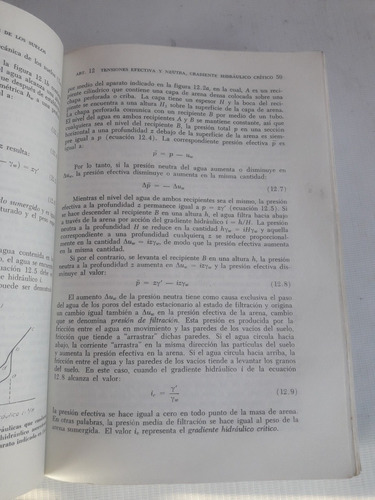 DE LOS SUELOS
ecánica de los suelos
la figura 12.1b
ART. 12 TENSIONES EFECTIVA Y NEUTRA, GRADIENTE HIDRÁULICO CRÍTICO
por medio del aparato indicado en la figura 12.2a, en la cual, A es un reci-
piente cilíndrico que contiene una capa de arena densa colocada sobre una
chapa perforada o criba. La capa tiene un espesor H y la boca del reci-
piente se encuentra a una altura H₁ sobre la superficie de la capa de arena.
La chapa perforada comunica con un recipiente B por medio de un tubo.
El nivel del agua en ambos recipientes A y B se mantiene constante, así que
cualquiera sea el nivel del recipiente B, la presión total p en una sección
horizontal a una profundidad z debajo de la superficie de la arena es siem-
pre igual a p (ecuación 12.4). La correspondiente presión efectiva p̄ es
igual a:
p̄ = p — uw
Por lo tanto, si la presión neutra del agua aumenta o disminuye en
Δuw, la presión efectiva disminuye o aumenta en la misma cantidad:
Δp̄ = — Δuw (12.7)
Mientras el nivel del agua de ambos recipientes es el mismo, la presión
efectiva a la profundidad z permanece igual a p̄ = zγ' (ecuación 12.5). Si
se hace descender al recipiente B en una altura h, el agua filtra hacia abajo
a través de la arena por acción del gradiente hidráulico i = h/H. La presión
neutra a la profundidad H se reduce en la cantidad hγw = iHγw y aquella
correspondiente a una profundidad cualquiera z se reduce proporcional-
mente en la cantidad Δuw = izγw, de modo que la presión efectiva aumenta
en la misma cantidad.
Si por el contrario, se levanta el recipiente B en una altura h, la presión
neutra a la profundidad z aumenta en Δuw = izγw y la presión efectiva dis-
minuye al valor:
p̄ = zγ' — izγw (12.8)
El aumento Δuw de la presión neutra tiene como causa exclusiva el paso
del agua de los poros del estado estacionario al estado de filtración y origina
un cambio igual también a Δuw en la presión efectiva de la arena, cambio
que se denomina presión de filtración. Esta presión es producida por la
fricción entre el agua en movimiento y las paredes de los vacíos del suelo,
fricción que tiende a "arrastrar" dichas paredes. Si el agua circula hacia
abajo, la corriente "arrastra" en la misma dirección las partículas del suelo
y aumenta la presión efectiva en la arena. Si el agua circula hacia arriba, la
fricción entre el agua y las paredes de los vacíos tiende a levantar los granos
del suelo. En este caso, cuando el gradiente hidráulico i de la ecuación
12.8 alcanza el valor:
ic = γ'/γw (12.9)
la presión efectiva se hace igual a cero en todo punto de la masa de arena.
En otras palabras, la presión media de filtración se hace igual al peso de la
arena sumergida. El valor ic representa el gradiente hidráulico crítico.